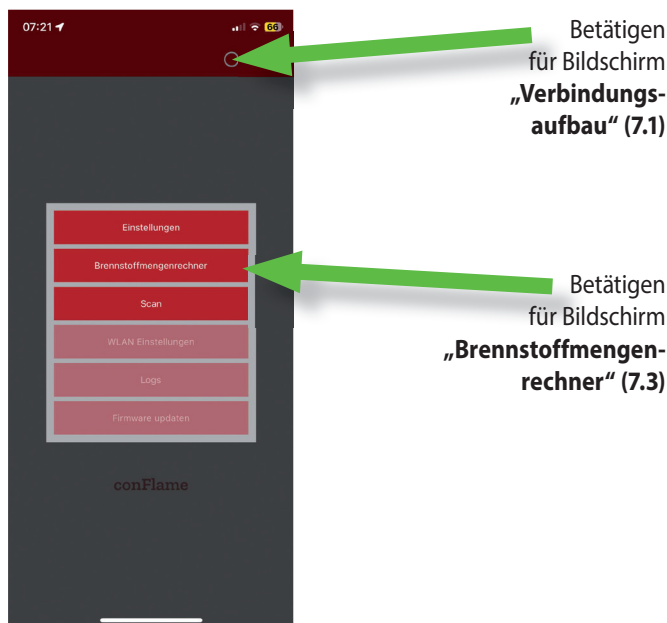 07:21
66
Betätigen
für Bildschirm
„Verbindungs-
aufbau“ (7.1)
Einstellungen
Brennstoffmengenrechner
Scan
WLAN Einstellungen
Logs
Firmware updaten
Betätigen
für Bildschirm
„Brennstoffmengen-
rechner“ (7.3)
conFlame